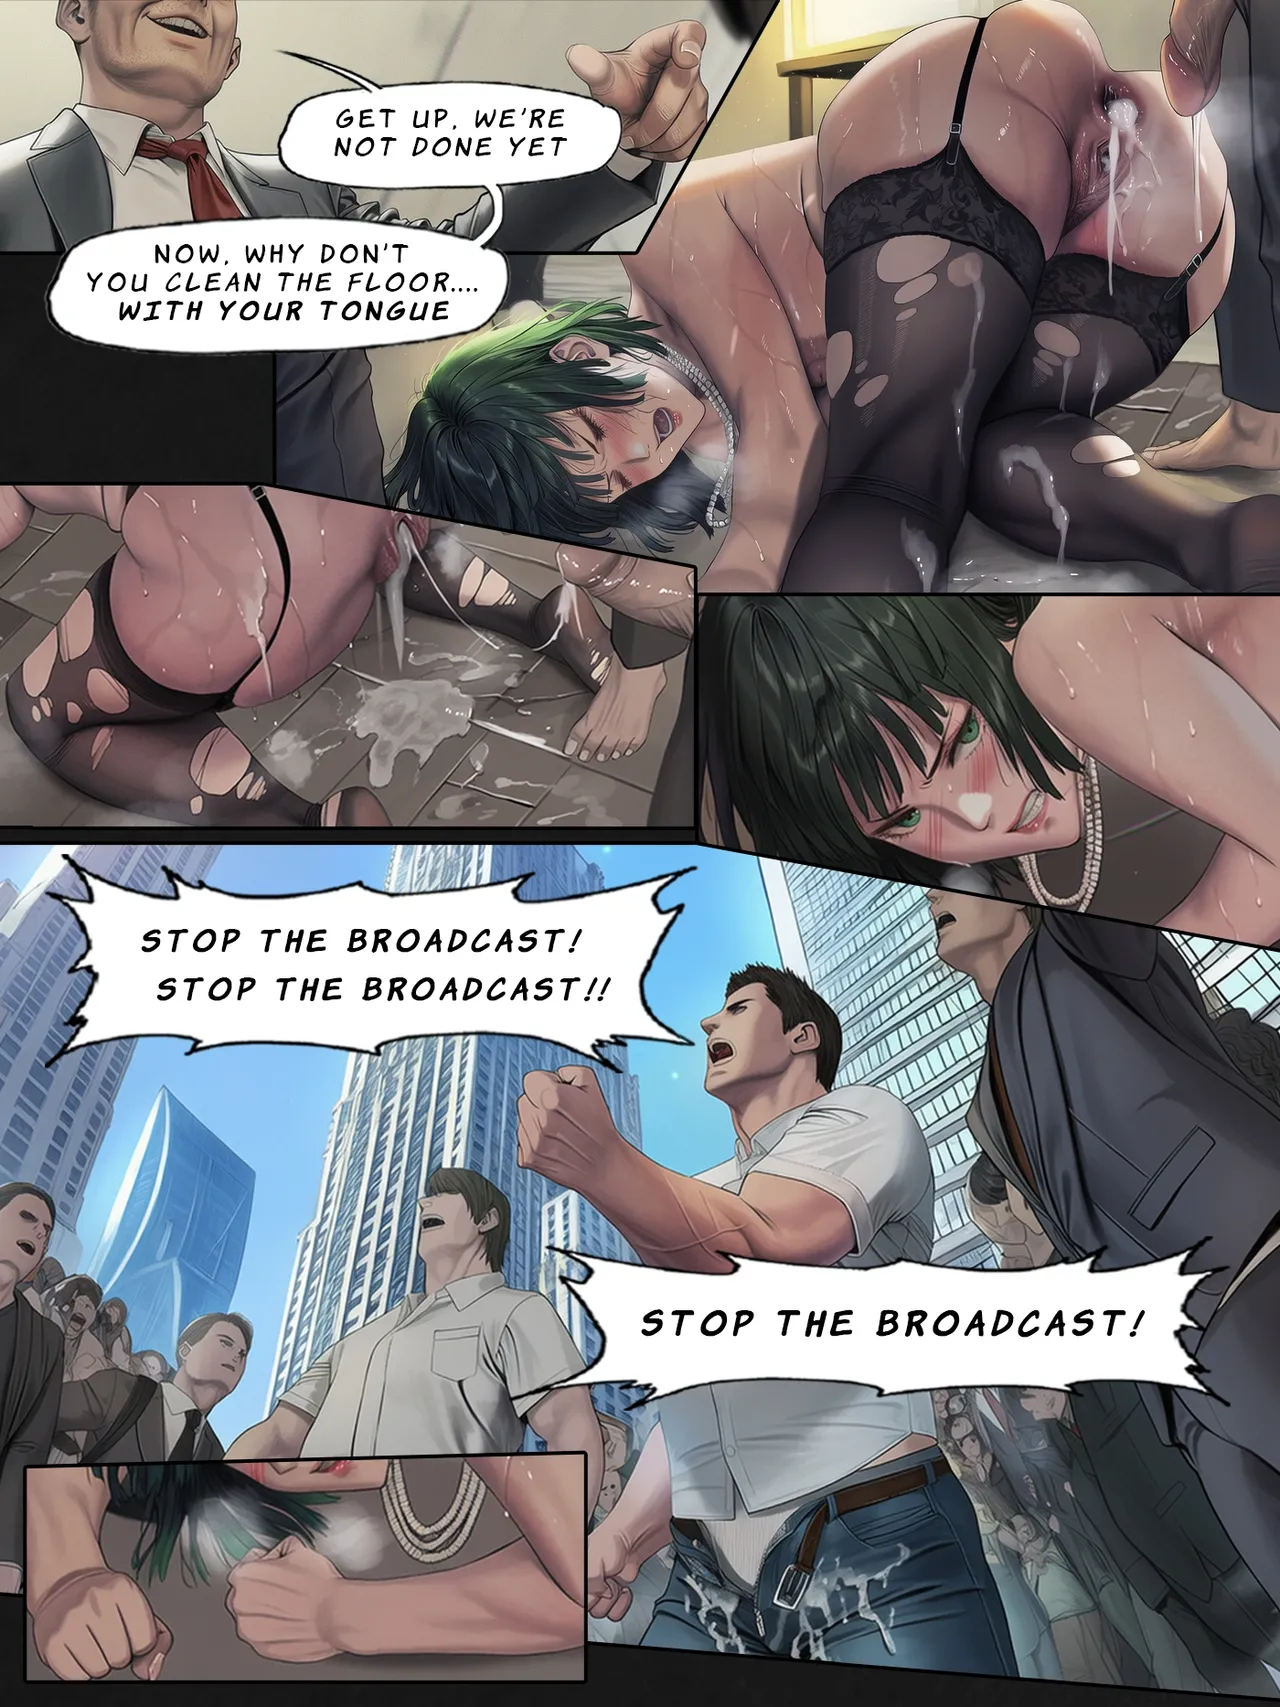 GET UP, WE'RE
NOT DONE YET
NOW, WHY DON'T
YOU CLEAN THE FLOOR....
WITH YOUR TONGUE
STOP THE BROADCAST!
STOP THE BROADCAST!!
STOP THE BROADCAST!